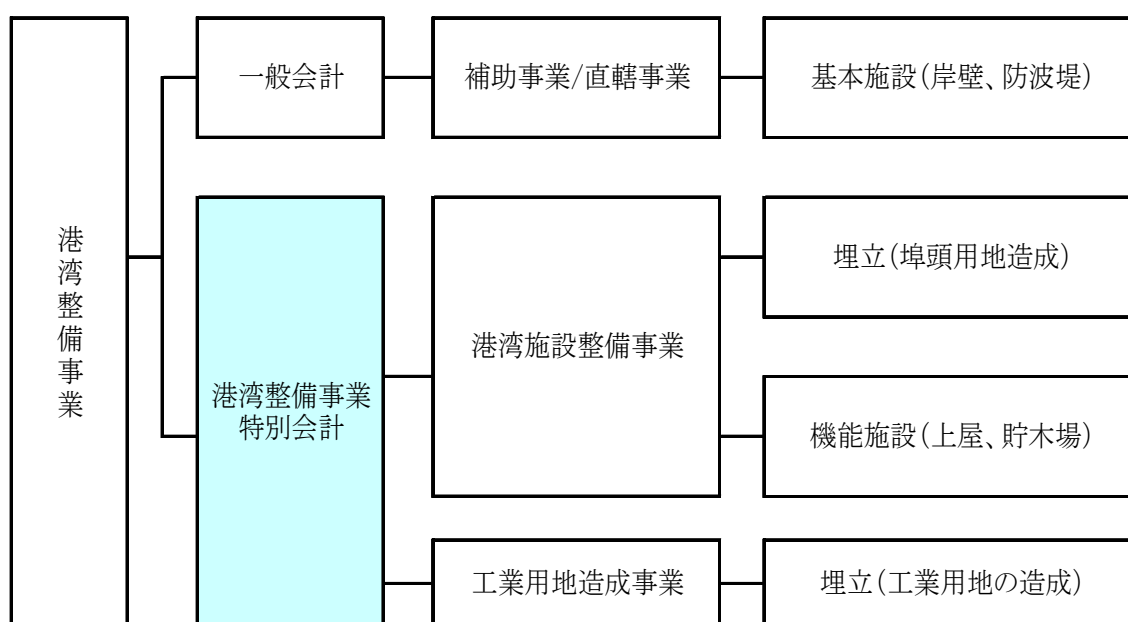 港湾整備事業
一般会計
補助事業/直轄事業
基本施設(岸壁、防波堤)
港湾整備事業
特別会計
港湾施設整備事業
埋立(埠頭用地造成)
機能施設(上屋、貯木場)
工業用地造成事業
埋立(工業用地の造成)